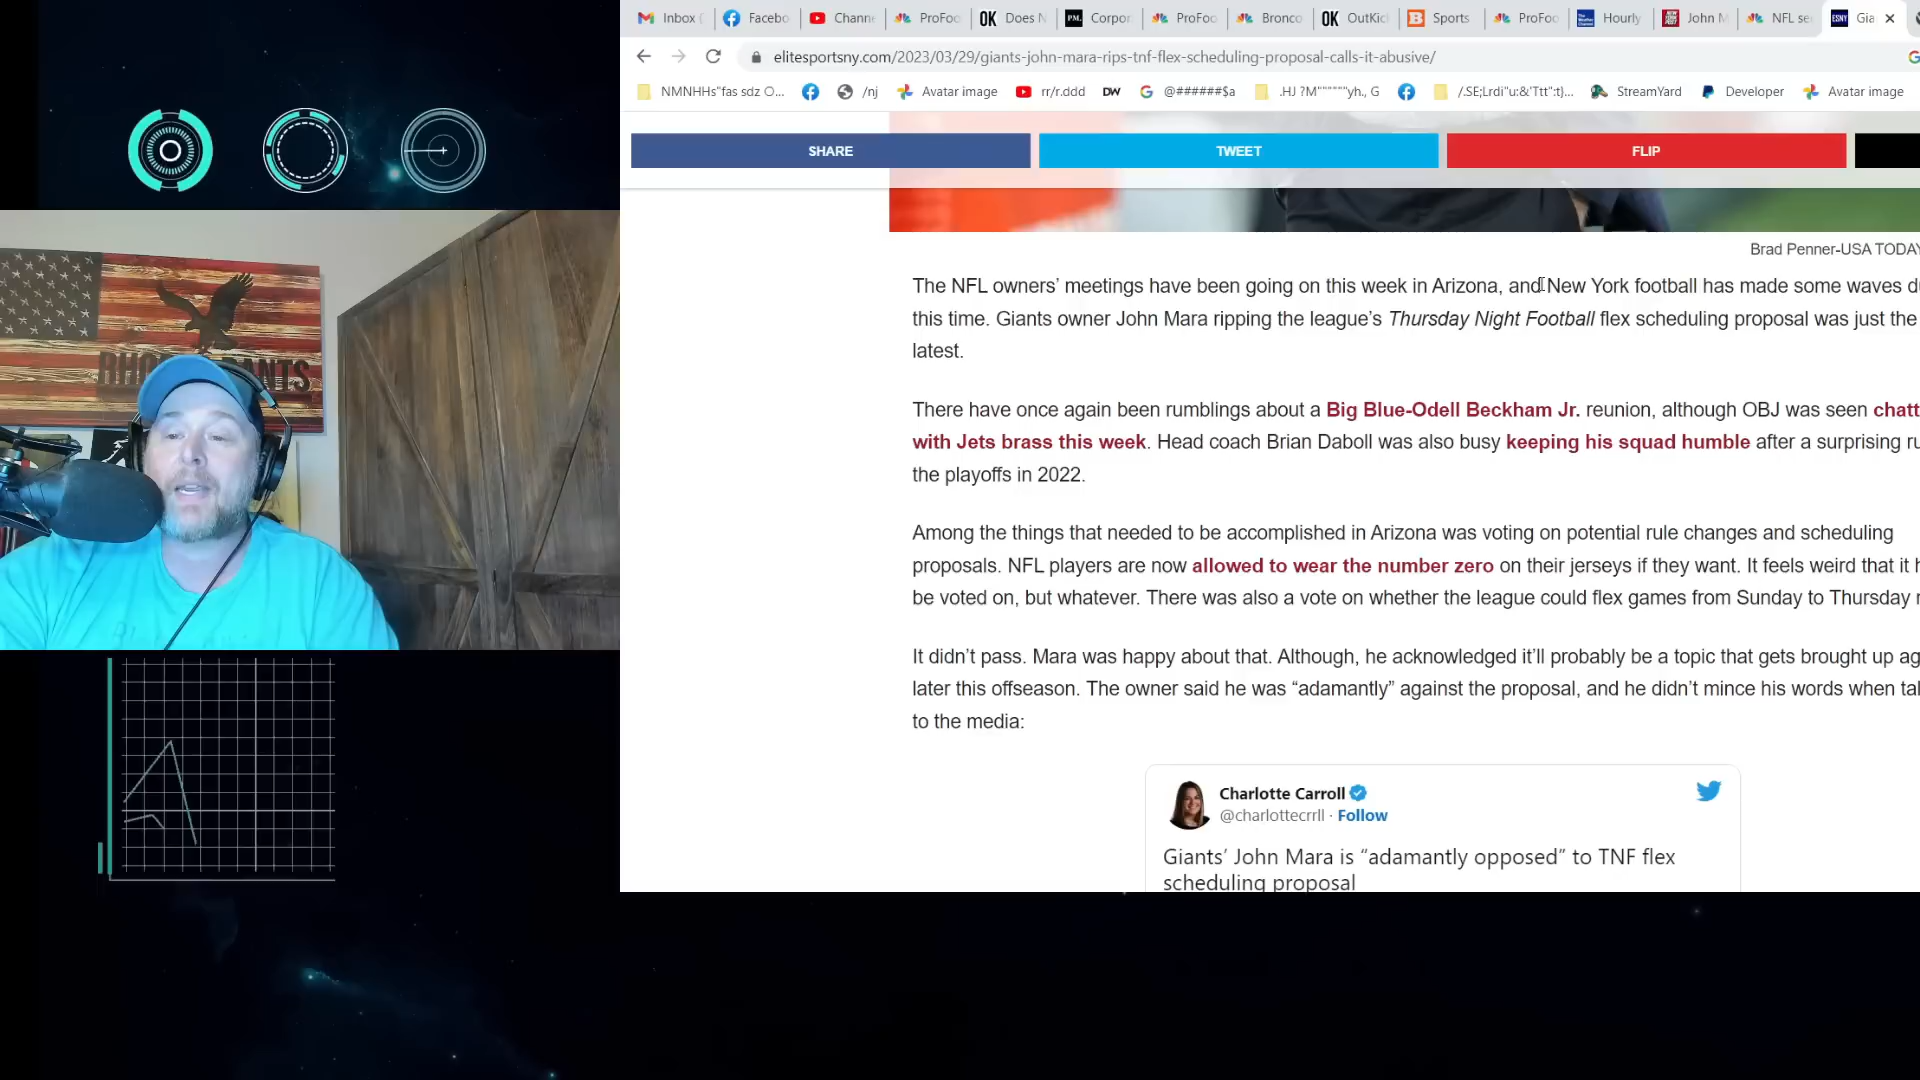 Inbox
Facebo
Channe
ProFoo
Does N
Corpor
ProFoo
Bronco
OutKic
Sports
ProFoo
Hourly
John M
NFL se
Gia
elitesportsny.com/2023/03/29/giants-john-mara-rips-tnf-flex-scheduling-proposal-calls-it-abusive/
NMNHHs"fas sdz O... /nj Avatar image rr/r.ddd DW @######$a .HJ ?M""""""yh., G /.SE;Lrdi"u:&'Ttt":t}... StreamYard Developer Avatar image
SHARE TWEET FLIP
Brad Penner-USA TODAY
The NFL owners’ meetings have been going on this week in Arizona, and New York football has made some waves
this time. Giants owner John Mara ripping the league’s Thursday Night Football flex scheduling proposal was just the
latest.
There have once again been rumblings about a Big Blue-Odell Beckham Jr. reunion, although OBJ was seen chatt
with Jets brass this week. Head coach Brian Daboll was also busy keeping his squad humble after a surprising ru
the playoffs in 2022.
Among the things that needed to be accomplished in Arizona was voting on potential rule changes and scheduling
proposals. NFL players are now allowed to wear the number zero on their jerseys if they want. It feels weird that it h
be voted on, but whatever. There was also a vote on whether the league could flex games from Sunday to Thursday
It didn’t pass. Mara was happy about that. Although, he acknowledged it’ll probably be a topic that gets brought up ag
later this offseason. The owner said he was “adamantly” against the proposal, and he didn’t mince his words when tal
to the media:
Charlotte Carroll
@charlottecrrll · Follow
Giants’ John Mara is “adamantly opposed” to TNF flex
scheduling proposal